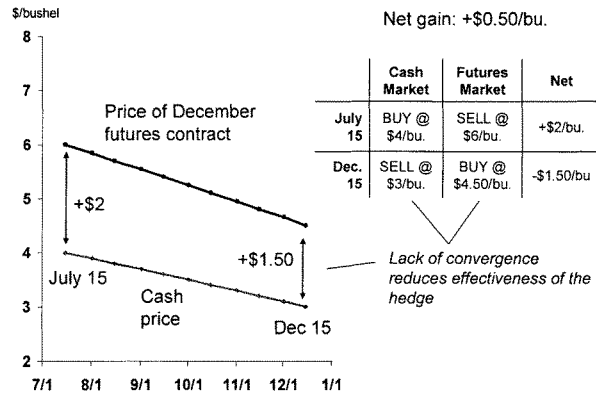 $/bushel
Net gain: +$0.50/bu.
8
7
6
5
4
3
2
Price of December
futures contract
+$2
+$1.50
July 15
Cash
price
Dec 15
7/1 8/1 9/1 10/1 11/1 12/1 1/1
Cash Market Futures Market Net
July 15 BUY @ $4/bu. SELL @ $6/bu. +$2/bu.
Dec. 15 SELL @ $3/bu. BUY @ $4.50/bu. -$1.50/bu
Lack of convergence
reduces effectiveness of the
hedge